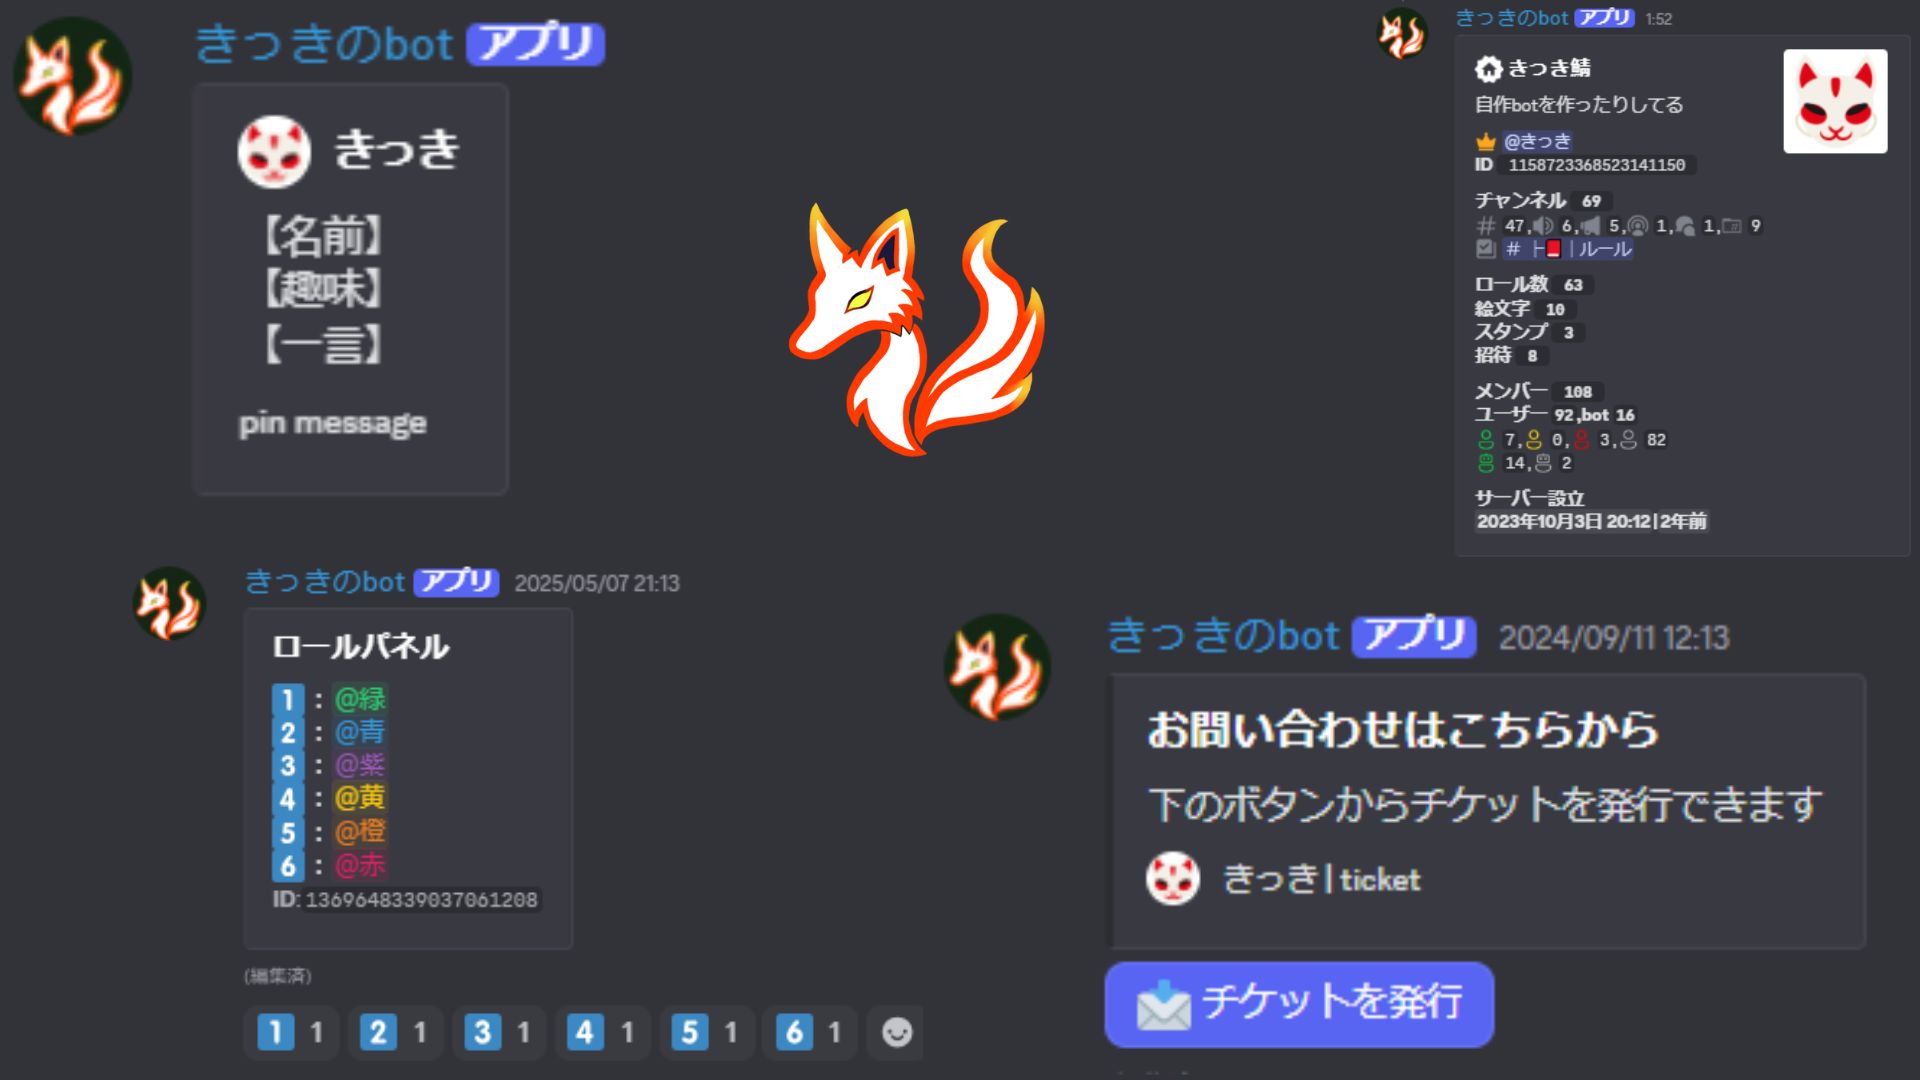 きっきのbot アプリ
きっき
【名前】
【趣味】
【一言】
pin message
きっきのbot アプリ 1:52
きっき鯖
自作botを作ったりしてる
@きっき
ID 1158723368523141150
チャンネル 69
47, 6, 5, 1, 1, 9
# ├📕｜ルール
ロール数 63
絵文字 10
スタンプ 3
招待 8
メンバー 108
ユーザー 92,bot 16
7, 0, 3, 82
14, 2
サーバー設立
2023年10月3日 20:12|2年前
きっきのbot アプリ 2025/05/07 21:13
ロールパネル
1 : @緑
2 : @青
3 : @紫
4 : @黄
5 : @橙
6 : @赤
ID: 1369648339037061208
(編集済)
1 1 2 1 3 1 4 1 5 1 6 1
きっきのbot アプリ 2024/09/11 12:13
お問い合わせはこちらから
下のボタンからチケットを発行できます
きっき | ticket
チケットを発行